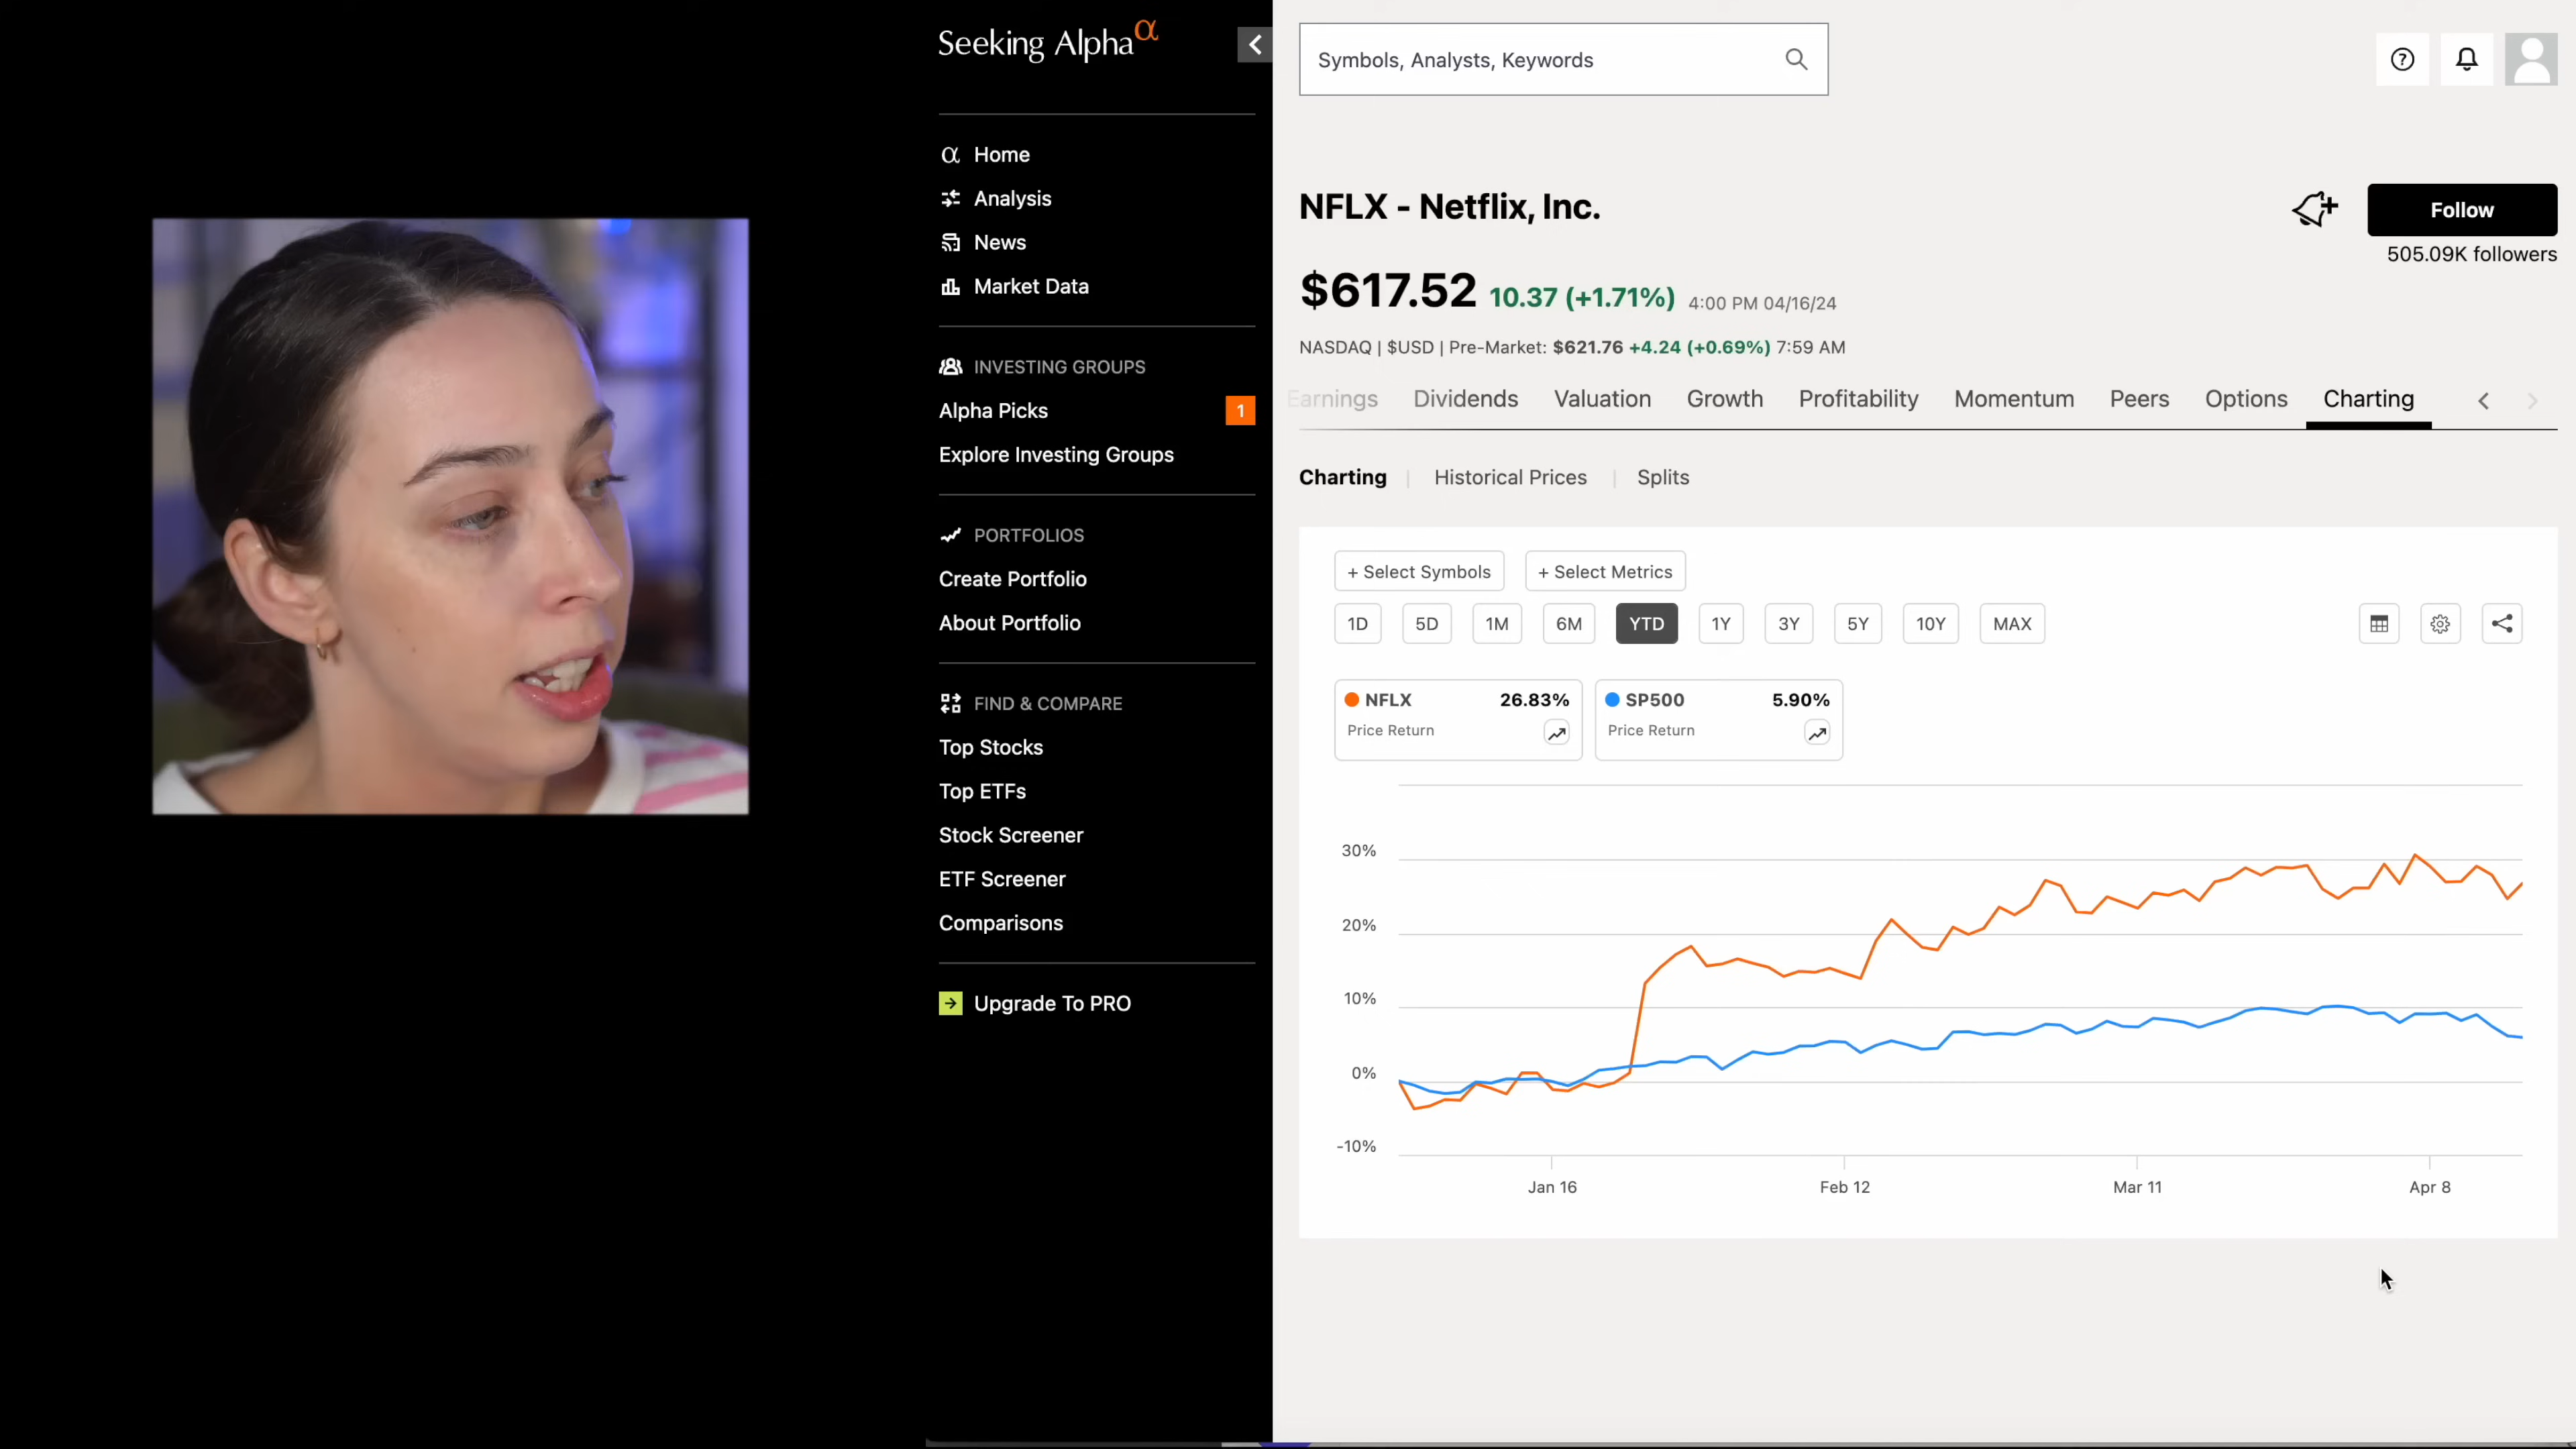 Seeking Alpha α
Home
Analysis
News
Market Data
INVESTING GROUPS
Alpha Picks 1
Explore Investing Groups
PORTFOLIOS
Create Portfolio
About Portfolio
FIND & COMPARE
Top Stocks
Top ETFs
Stock Screener
ETF Screener
Comparisons
Upgrade To PRO
Symbols, Analysts, Keywords
NFLX - Netflix, Inc.
Follow
505.09K followers
$617.52 10.37 (+1.71%) 4:00 PM 04/16/24
NASDAQ | $USD | Pre-Market: $621.76 +4.24 (+0.69%) 7:59 AM
Earnings Dividends Valuation Growth Profitability Momentum Peers Options Charting
Charting | Historical Prices | Splits
+ Select Symbols + Select Metrics
1D 5D 1M 6M YTD 1Y 3Y 5Y 10Y MAX
NFLX 26.83% SP500 5.90%
Price Return Price Return
30%
20%
10%
0%
-10%
Jan 16 Feb 12 Mar 11 Apr 8